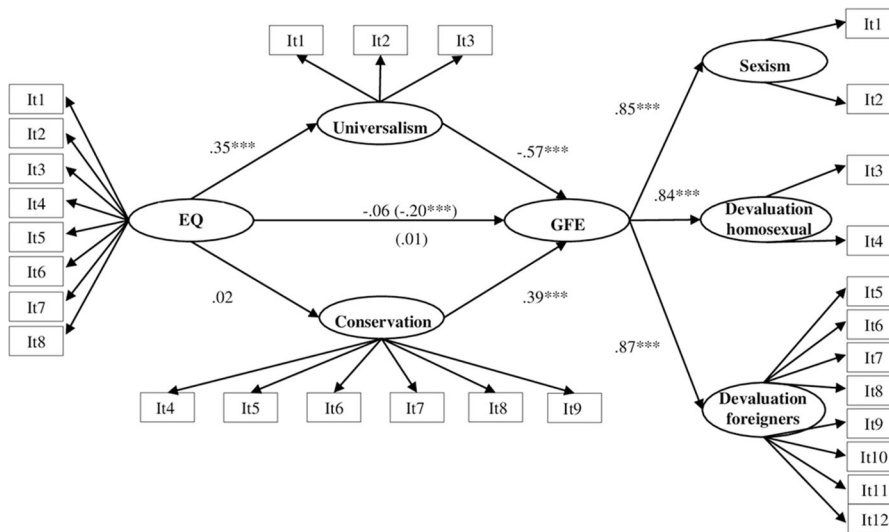 It1
It2
It3
It1
Sexism
It2
.85***
It1
It2
It3
It4
It5
It6
It7
It8
Universalism
.35***
-.57***
EQ
-.06 (-.20***)
(.01)
GFE
.84***
Devaluation
homosexual
It3
It4
.02
.39***
Conservation
It4
It5
It6
It7
It8
It9
.87***
Devaluation
foreigners
It5
It6
It7
It8
It9
It10
It11
It12